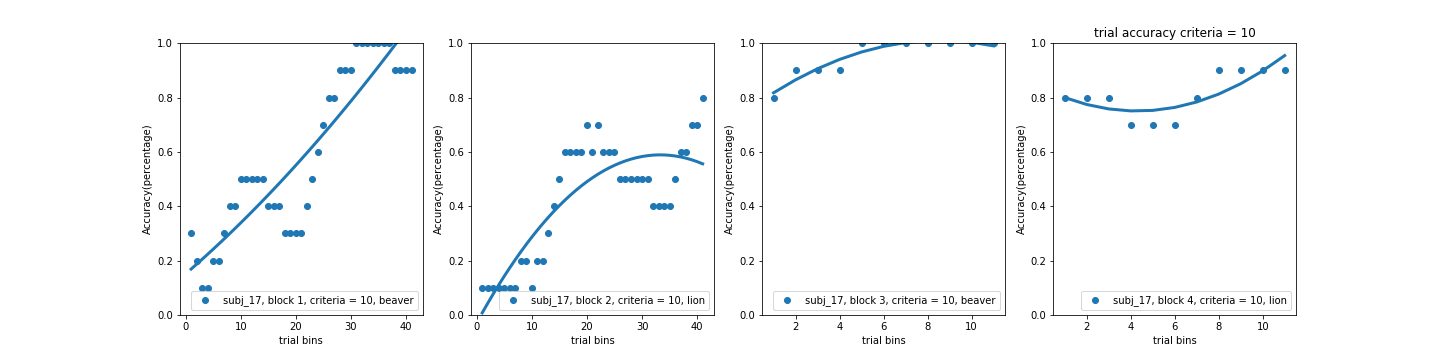 trial accuracy criteria = 10
1.0
0.8
0.6
0.4
0.2
0.0
Accuracy(percentage)
subj_17, block 1, criteria = 10, beaver
0 10 20 30 40
trial bins
1.0
0.8
0.6
0.4
0.2
0.0
Accuracy(percentage)
subj_17, block 2, criteria = 10, lion
0 10 20 30 40
trial bins
1.0
0.8
0.6
0.4
0.2
0.0
Accuracy(percentage)
subj_17, block 3, criteria = 10, beaver
2 4 6 8 10
trial bins
1.0
0.8
0.6
0.4
0.2
0.0
Accuracy(percentage)
subj_17, block 4, criteria = 10, lion
2 4 6 8 10
trial bins